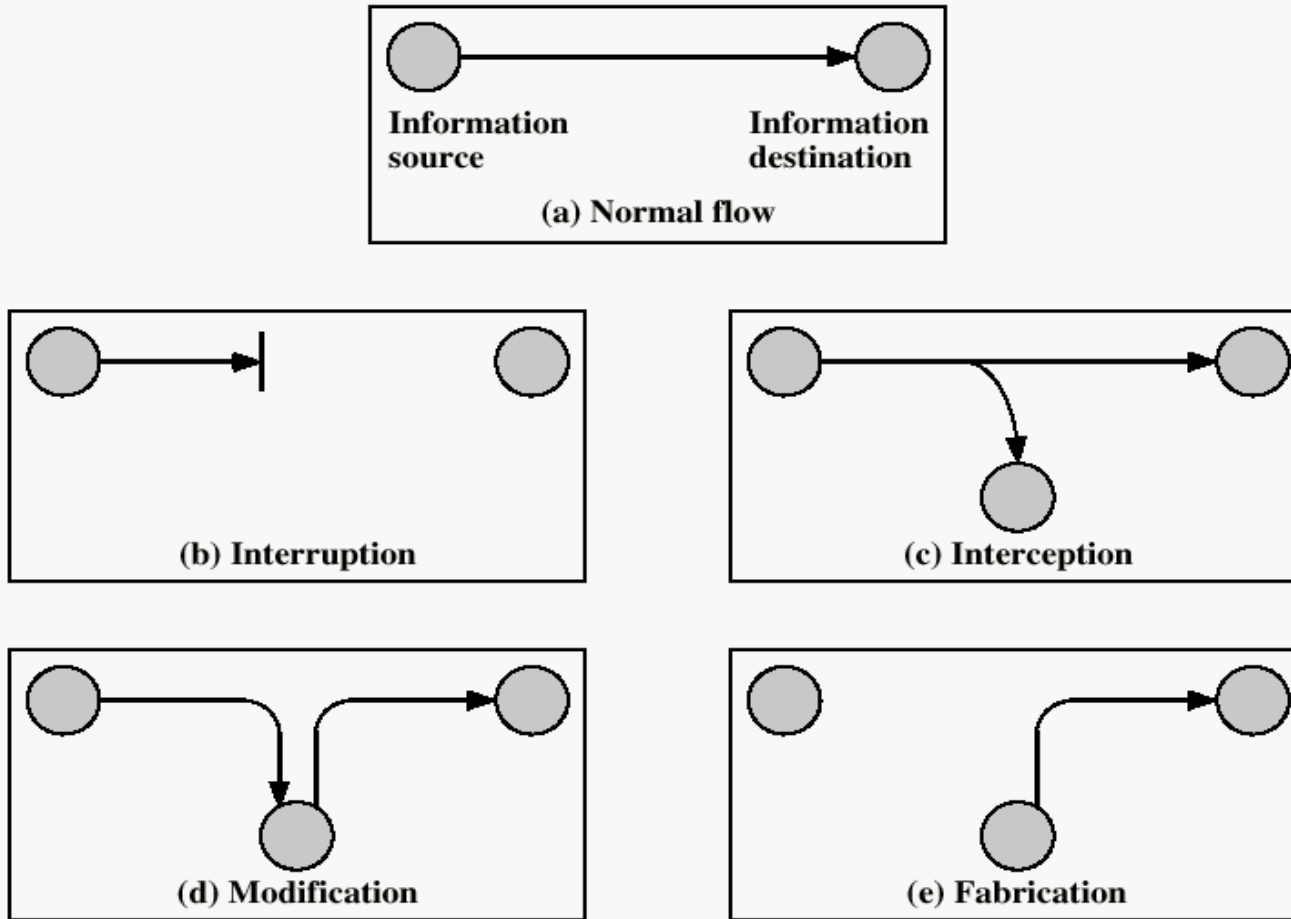 Information
source
Information
destination
(a) Normal flow
(b) Interruption
(c) Interception
(d) Modification
(e) Fabrication